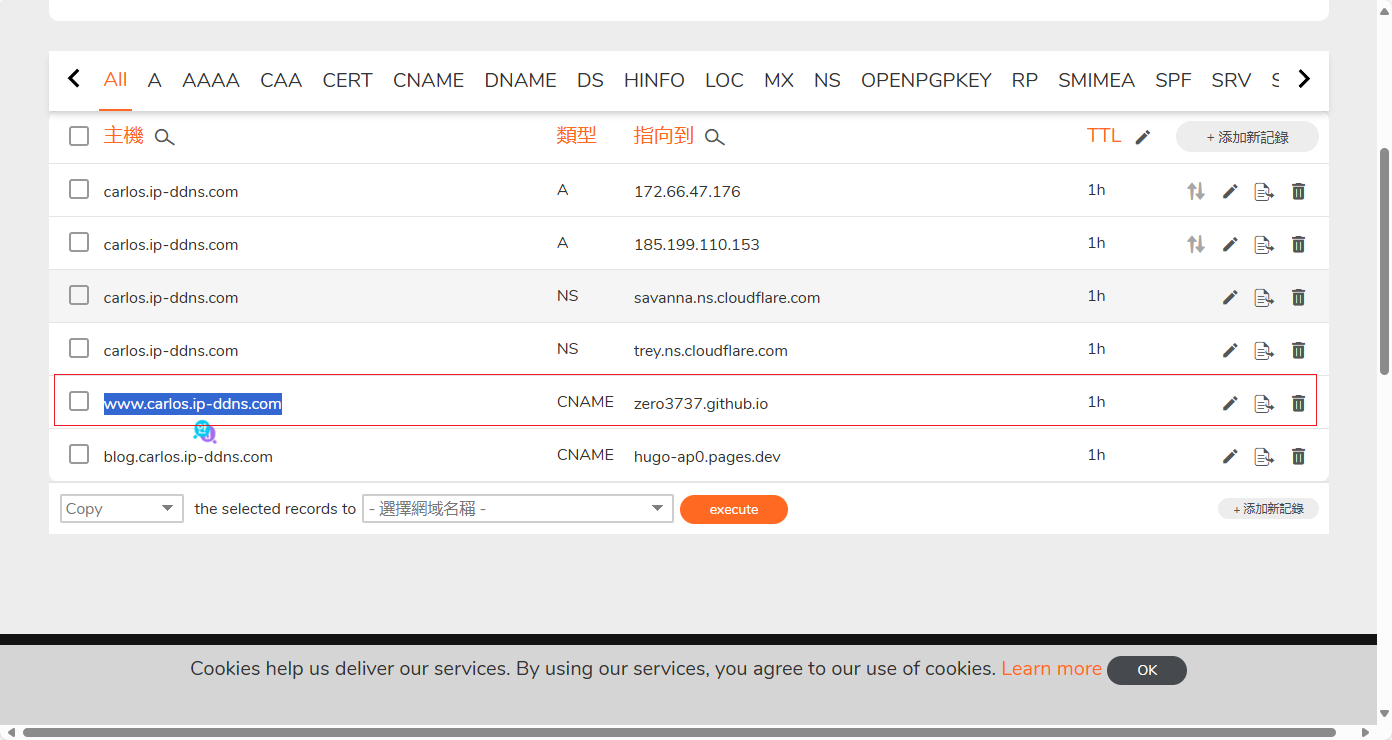 All A AAAA CAA CERT CNAME DNAME DS HINFO LOC MX NS OPENPGPKEY RP SMIMEA SPF SRV
主機 類型 指向到 TTL + 添加新記錄
carlos.ip-ddns.com A 172.66.47.176 1h
carlos.ip-ddns.com A 185.199.110.153 1h
carlos.ip-ddns.com NS savanna.ns.cloudflare.com 1h
carlos.ip-ddns.com NS trey.ns.cloudflare.com 1h
www.carlos.ip-ddns.com CNAME zero3737.github.io 1h
blog.carlos.ip-ddns.com CNAME hugo-ap0.pages.dev 1h
Copy the selected records to - 選擇網域名稱 - execute + 添加新記錄
Cookies help us deliver our services. By using our services, you agree to our use of cookies. Learn more OK